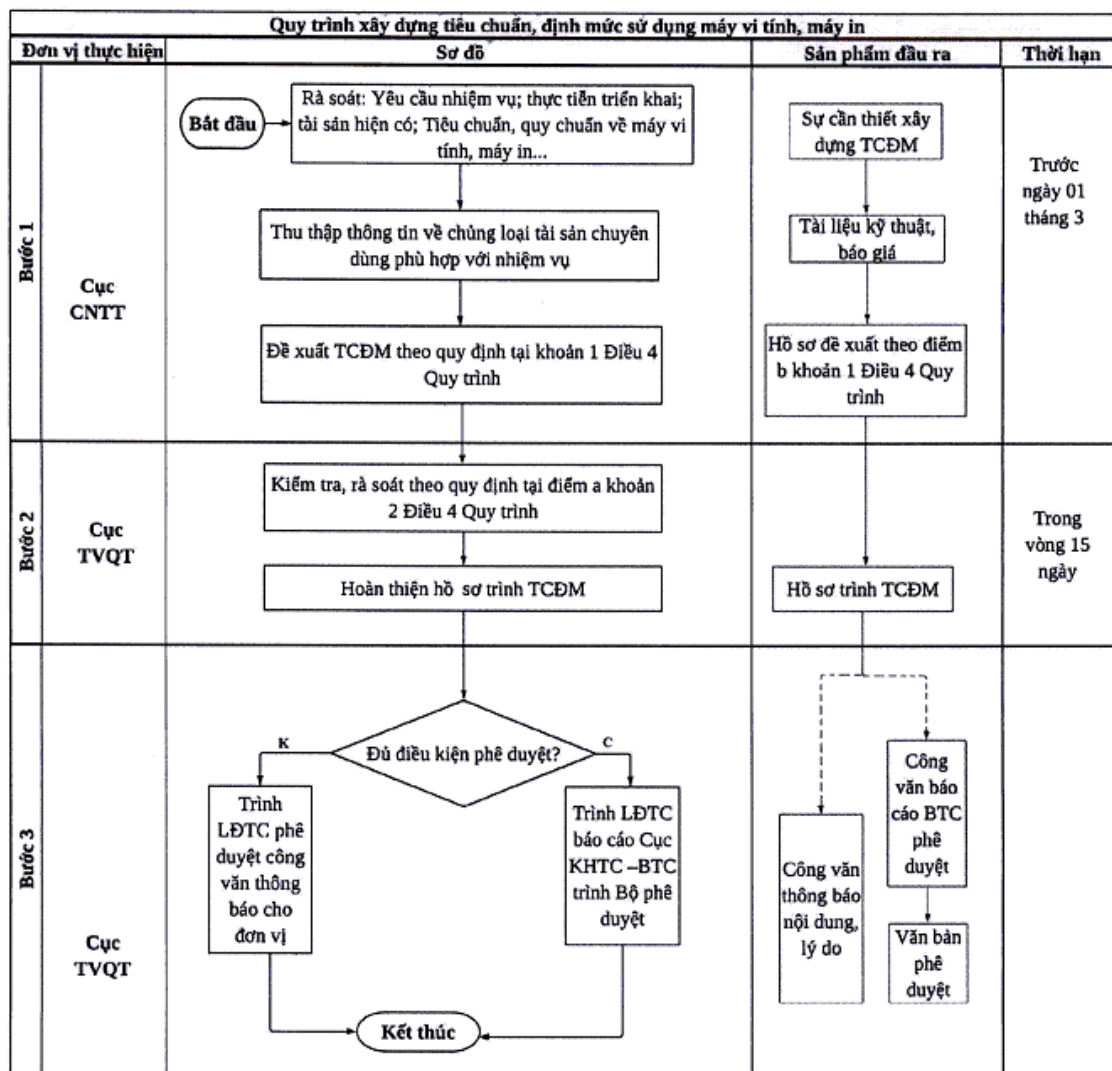 Quy trình xây dựng tiêu chuẩn, định mức sử dụng máy vi tính, máy in
Đơn vị thực hiện
Sơ đồ
Sản phẩm đầu ra
Thời hạn
Bước 1
Cục
CNTT
Bắt đầu
Rà soát: Yêu cầu nhiệm vụ; thực tiễn triển khai;
tài sản hiện có; Tiêu chuẩn, quy chuẩn về máy vi
tính, máy in...
Thu thập thông tin về chủng loại tài sản chuyên
dùng phù hợp với nhiệm vụ
Đề xuất TCĐM theo quy định tại khoản 1 Điều 4
Quy trình
Sự cần thiết xây
dựng TCĐM
Tài liệu kỹ thuật,
báo giá
Hồ sơ đề xuất theo điểm
b khoản 1 Điều 4 Quy
trình
Trước
ngày 01
tháng 3
Bước 2
Cục
TVQT
Kiểm tra, rà soát theo quy định tại điểm a khoản
2 Điều 4 Quy trình
Hoàn thiện hồ sơ trình TCĐM
Hồ sơ trình TCĐM
Trong
vòng 15
ngày
Bước 3
Cục
TVQT
Đủ điều kiện phê duyệt?
K
C
Trình
LĐTC phê
duyệt công
văn thông
báo cho
đơn vị
Trình LĐTC
báo cáo Cục
KHTC –BTC
trình Bộ phê
duyệt
Kết thúc
Công văn
thông báo
nội dung,
lý do
Công
văn báo
cáo BTC
phê
duyệt
Văn bản
phê
duyệt